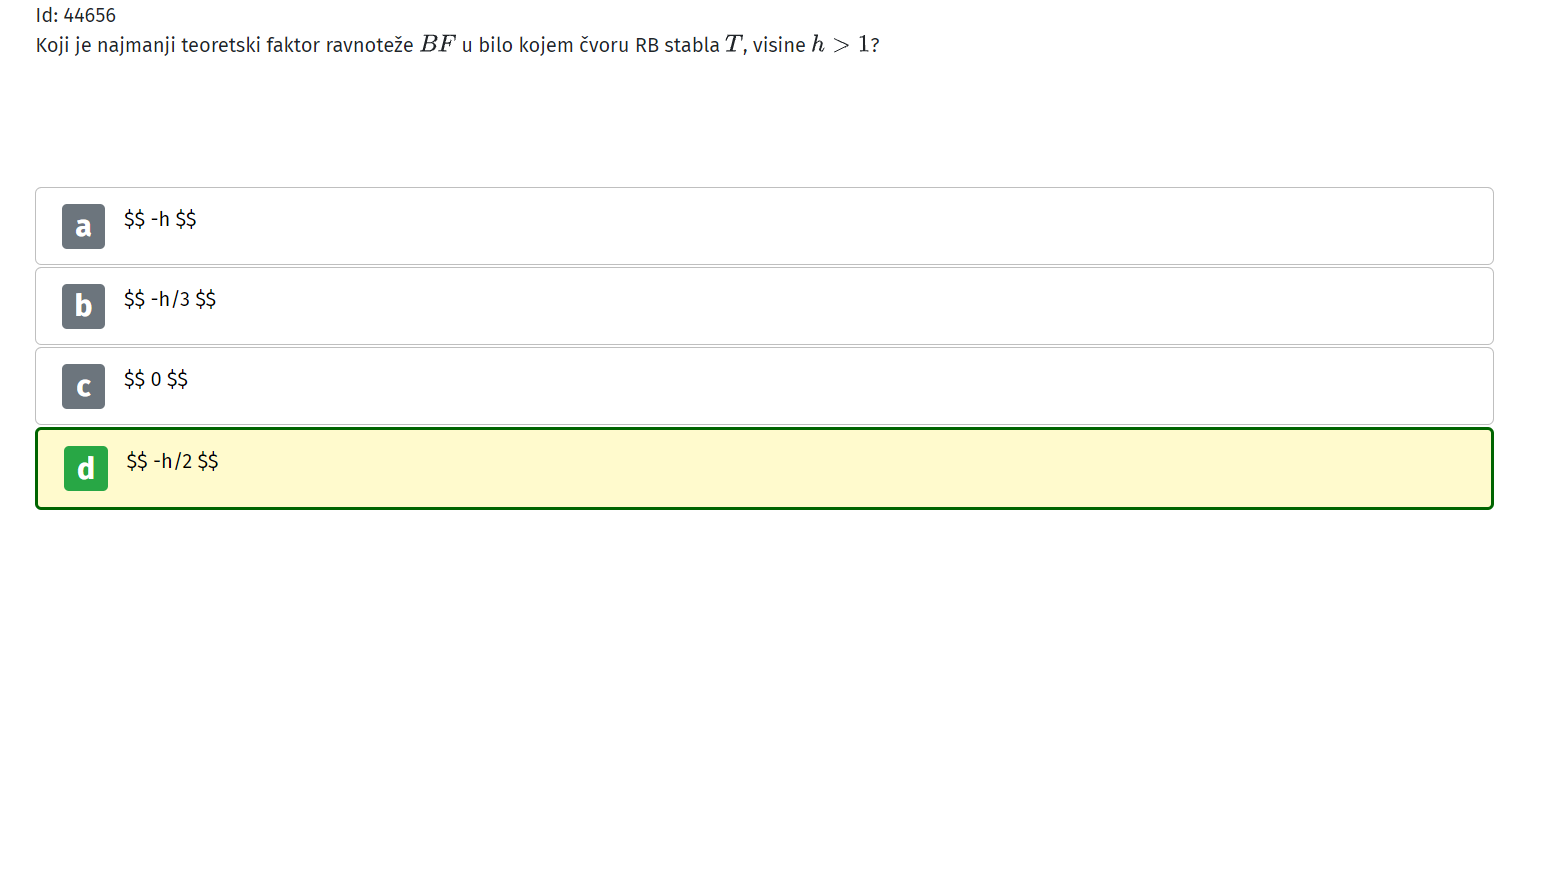 Id: 44656
Koji je najmanji teoretski faktor ravnoteže BF u bilo kojem čvoru RB stabla T, visine h > 1?
a $$ -h $$
b $$ -h/3 $$
c $$ 0 $$
d $$ -h/2 $$